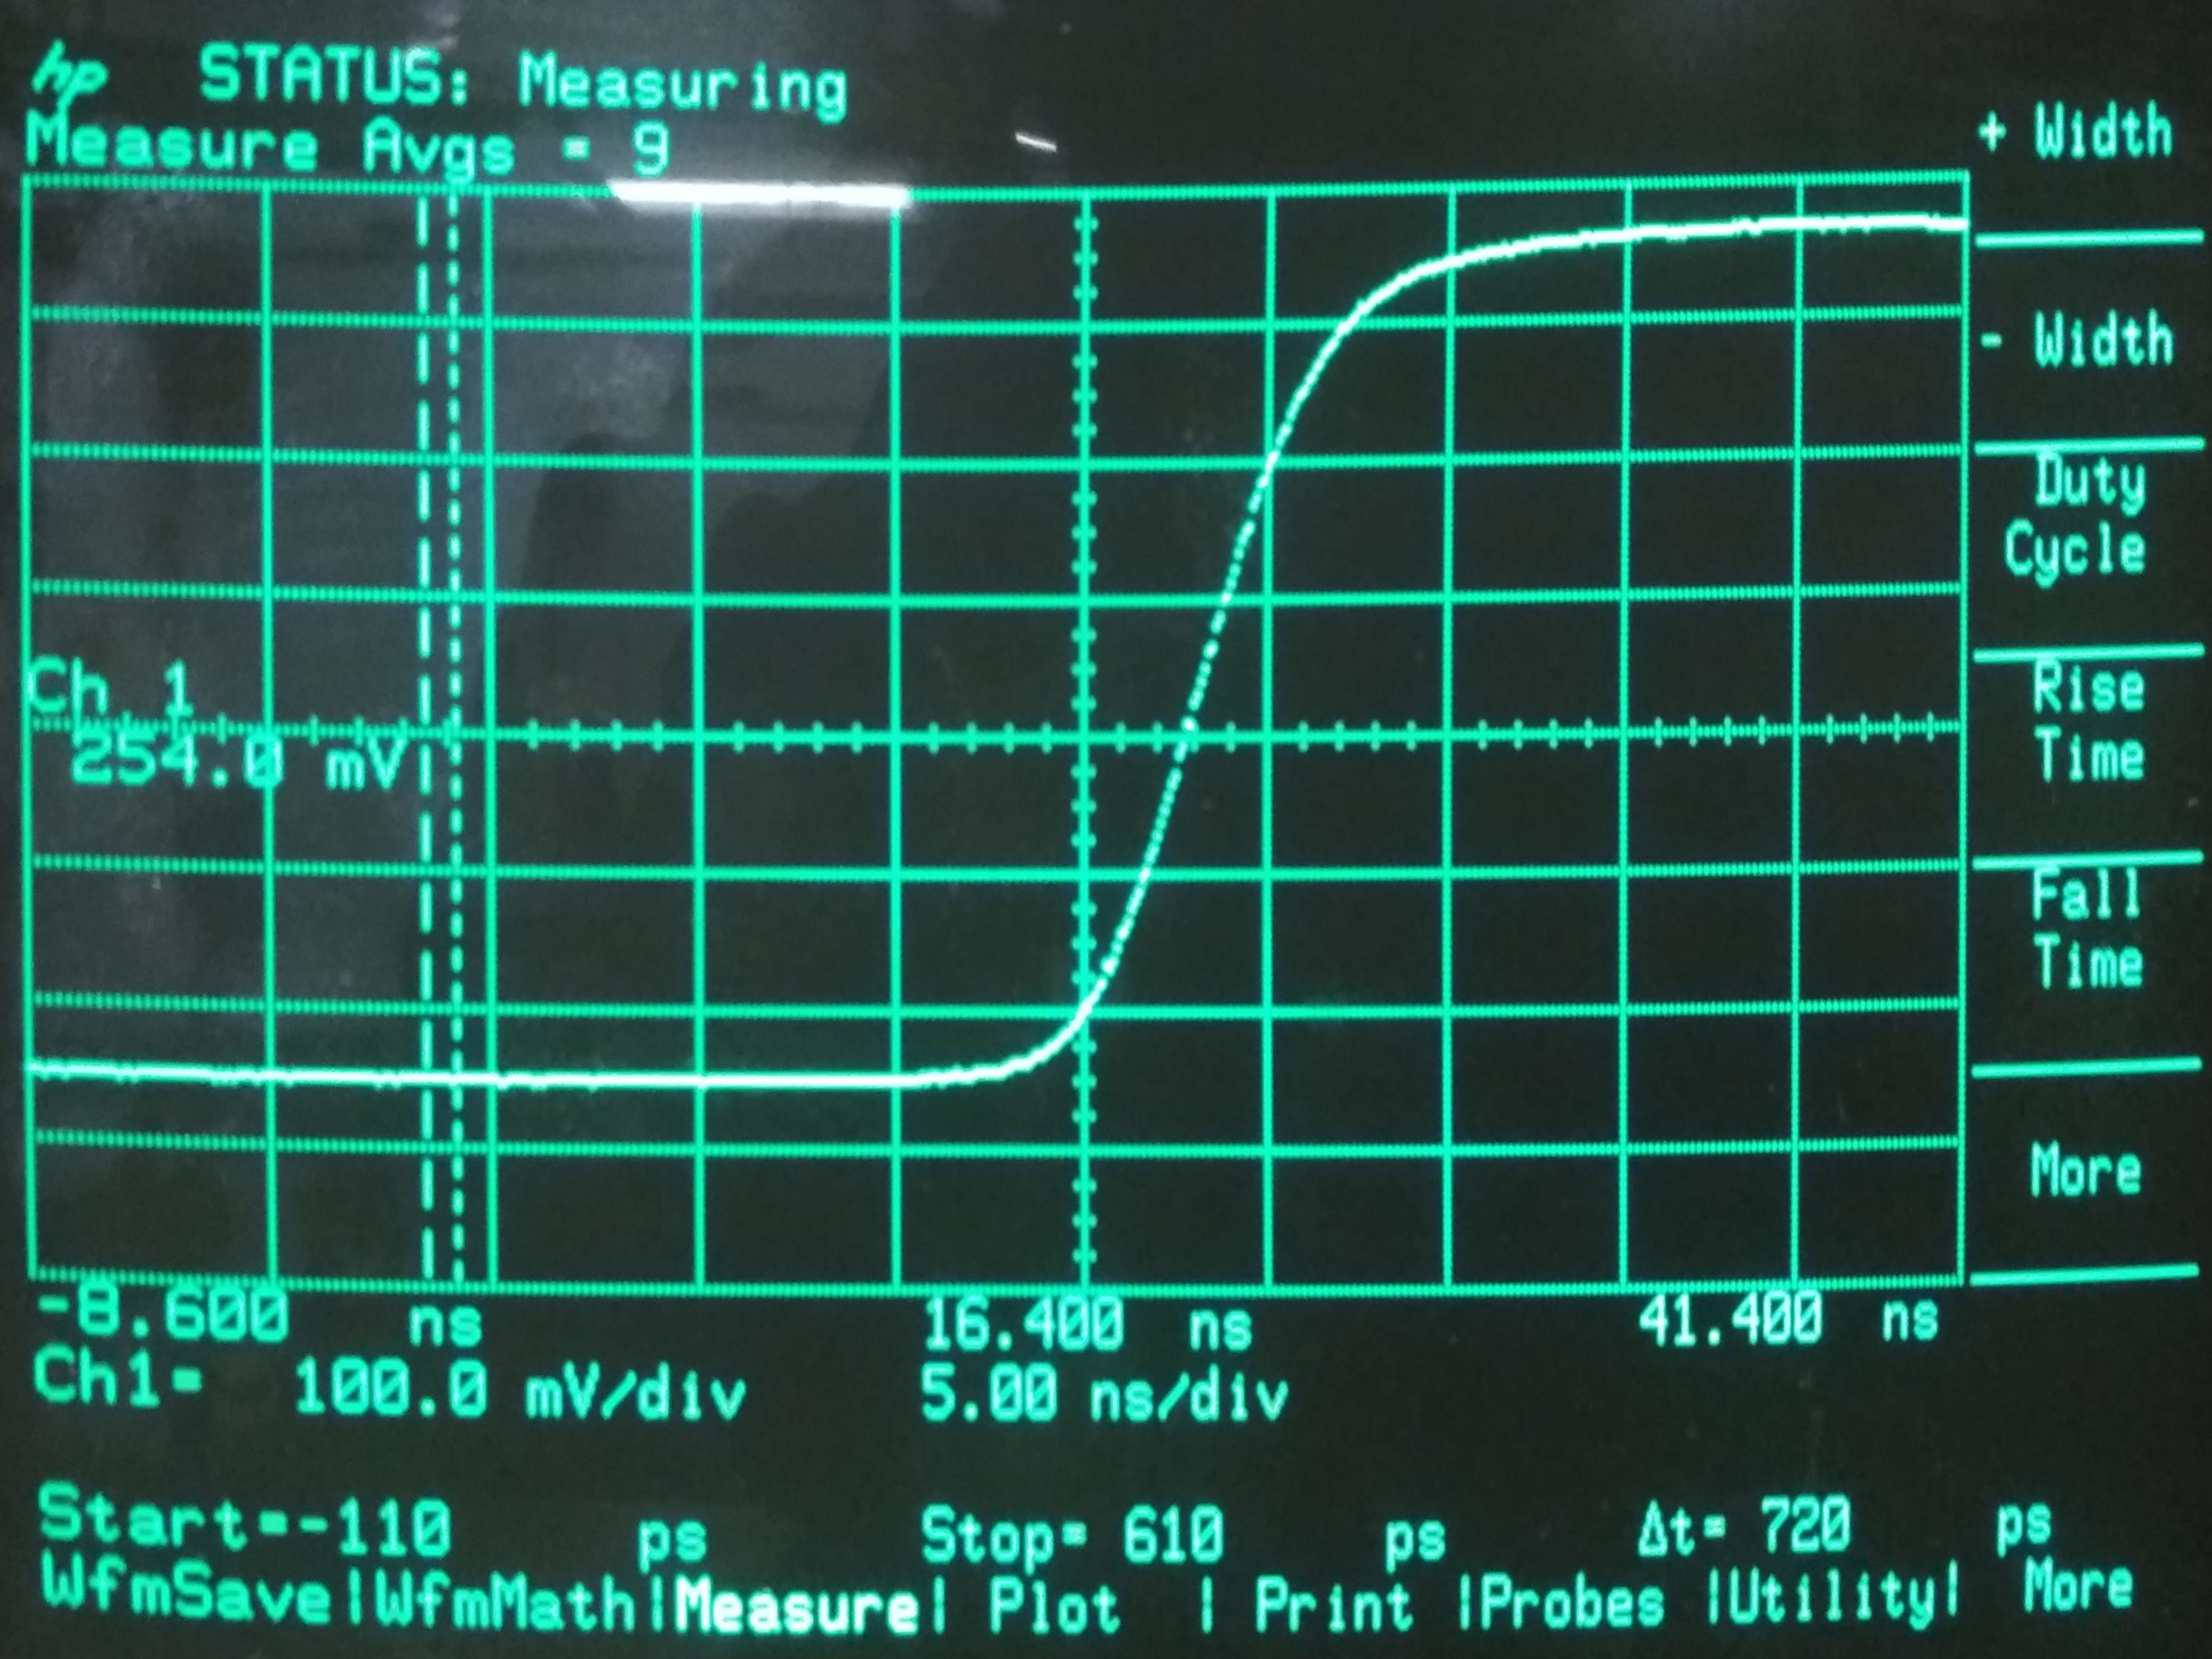 hp STATUS: Measuring
Measure Avgs = 9
+ Width
- Width
Duty
Cycle
Ch 1
254.0 mV
Rise
Time
Fall
Time
More
-8.600 ns 16.400 ns 41.400 ns
Ch1= 100.0 mV/div 5.00 ns/div
Start=-110 ps Stop= 610 ps Δt= 720 ps
WfmSave|WfmMath|Measure| Plot | Print |Probes |Utility| More